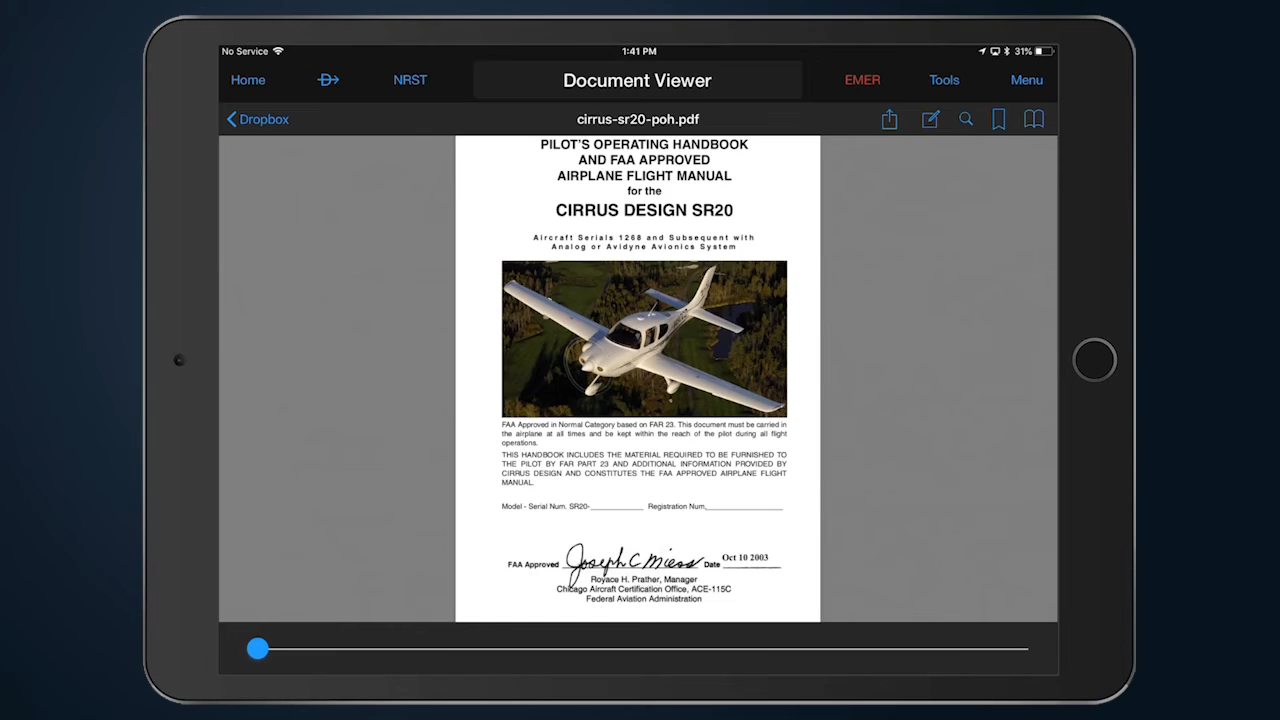 No Service
1:41 PM
31%
Home
NRST
Document Viewer
EMER
Tools
Menu
Dropbox
cirrus-sr20-poh.pdf
PILOT'S OPERATING HANDBOOK
AND FAA APPROVED
AIRPLANE FLIGHT MANUAL
for the
CIRRUS DESIGN SR20
Aircraft Serials 1268 and Subsequent with
Analog or Avidyne Avionics System
FAA Approved in Normal Category based on FAR 23. This document must be carried in
the airplane at all times and be kept within the reach of the pilot during all flight
operations.
THIS HANDBOOK INCLUDES THE MATERIAL REQUIRED TO BE FURNISHED TO
THE PILOT BY FAR PART 23 AND ADDITIONAL INFORMATION PROVIDED BY
CIRRUS DESIGN AND CONSTITUTES THE FAA APPROVED AIRPLANE FLIGHT
MANUAL.
Model - Serial Num. SR20-____________ Registration Num.____________________
FAA Approved Joseph C Miess Date Oct 10 2003
Royace H. Prather, Manager
Chicago Aircraft Certification Office, ACE-115C
Federal Aviation Administration